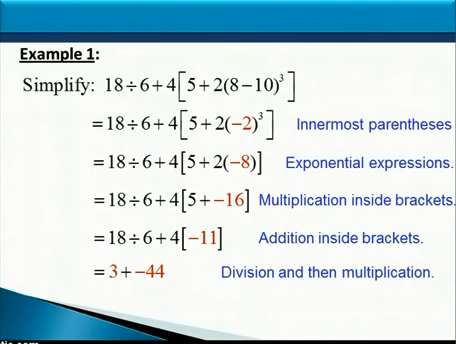 Example 1:
Simplify: 18÷6+4[5+2(8−10)³]
=18÷6+4[5+2(−2)³] Innermost parentheses
=18÷6+4[5+2(−8)] Exponential expressions.
=18÷6+4[5+−16] Multiplication inside brackets.
=18÷6+4[−11] Addition inside brackets.
= 3+−44 Division and then multiplication.
tic.com